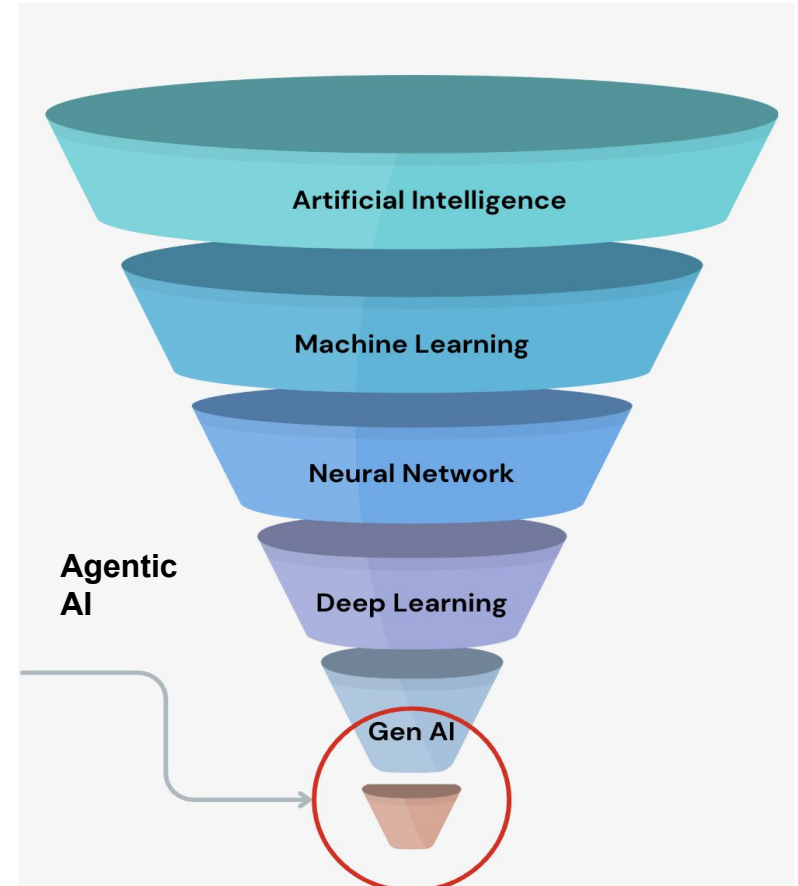 Artificial Intelligence
Machine Learning
Neural Network
Agentic
AI
Deep Learning
Gen AI